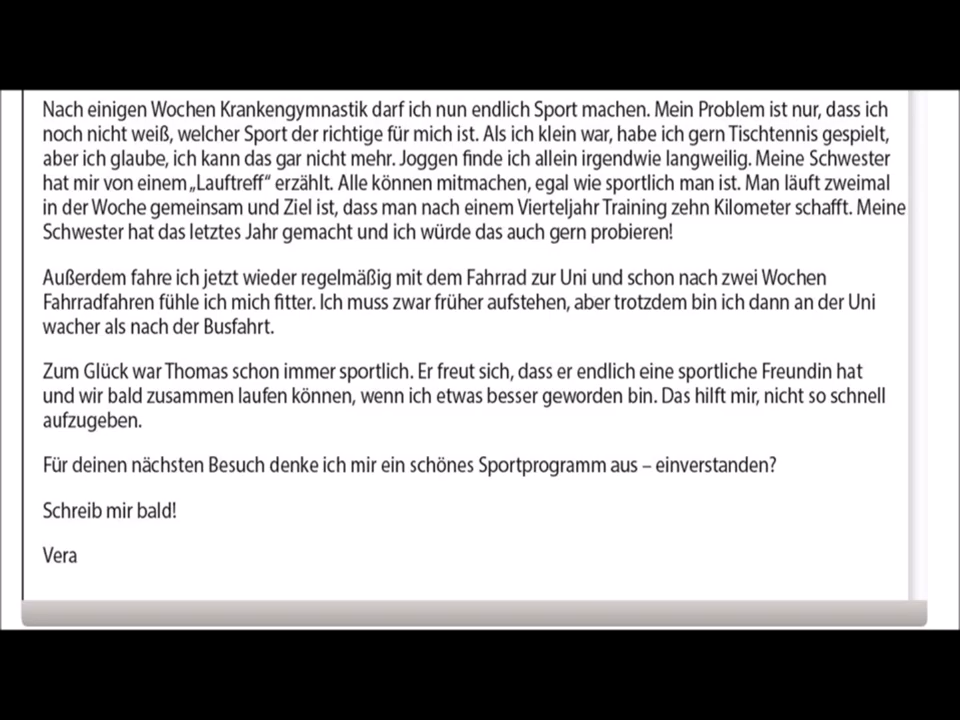 Nach einigen Wochen Krankengymnastik darf ich nun endlich Sport machen. Mein Problem ist nur, dass ich
noch nicht weiß, welcher Sport der richtige für mich ist. Als ich klein war, habe ich gern Tischtennis gespielt,
aber ich glaube, ich kann das gar nicht mehr. Joggen finde ich allein irgendwie langweilig. Meine Schwester
hat mir von einem „Lauftreff“ erzählt. Alle können mitmachen, egal wie sportlich man ist. Man läuft zweimal
in der Woche gemeinsam und Ziel ist, dass man nach einem Vierteljahr Training zehn Kilometer schafft. Meine
Schwester hat das letztes Jahr gemacht und ich würde das auch gern probieren!
Außerdem fahre ich jetzt wieder regelmäßig mit dem Fahrrad zur Uni und schon nach zwei Wochen
Fahrradfahren fühle ich mich fitter. Ich muss zwar früher aufstehen, aber trotzdem bin ich dann an der Uni
wacher als nach der Busfahrt.
Zum Glück war Thomas schon immer sportlich. Er freut sich, dass er endlich eine sportliche Freundin hat
und wir bald zusammen laufen können, wenn ich etwas besser geworden bin. Das hilft mir, nicht so schnell
aufzugeben.
Für deinen nächsten Besuch denke ich mir ein schönes Sportprogramm aus – einverstanden?
Schreib mir bald!
Vera